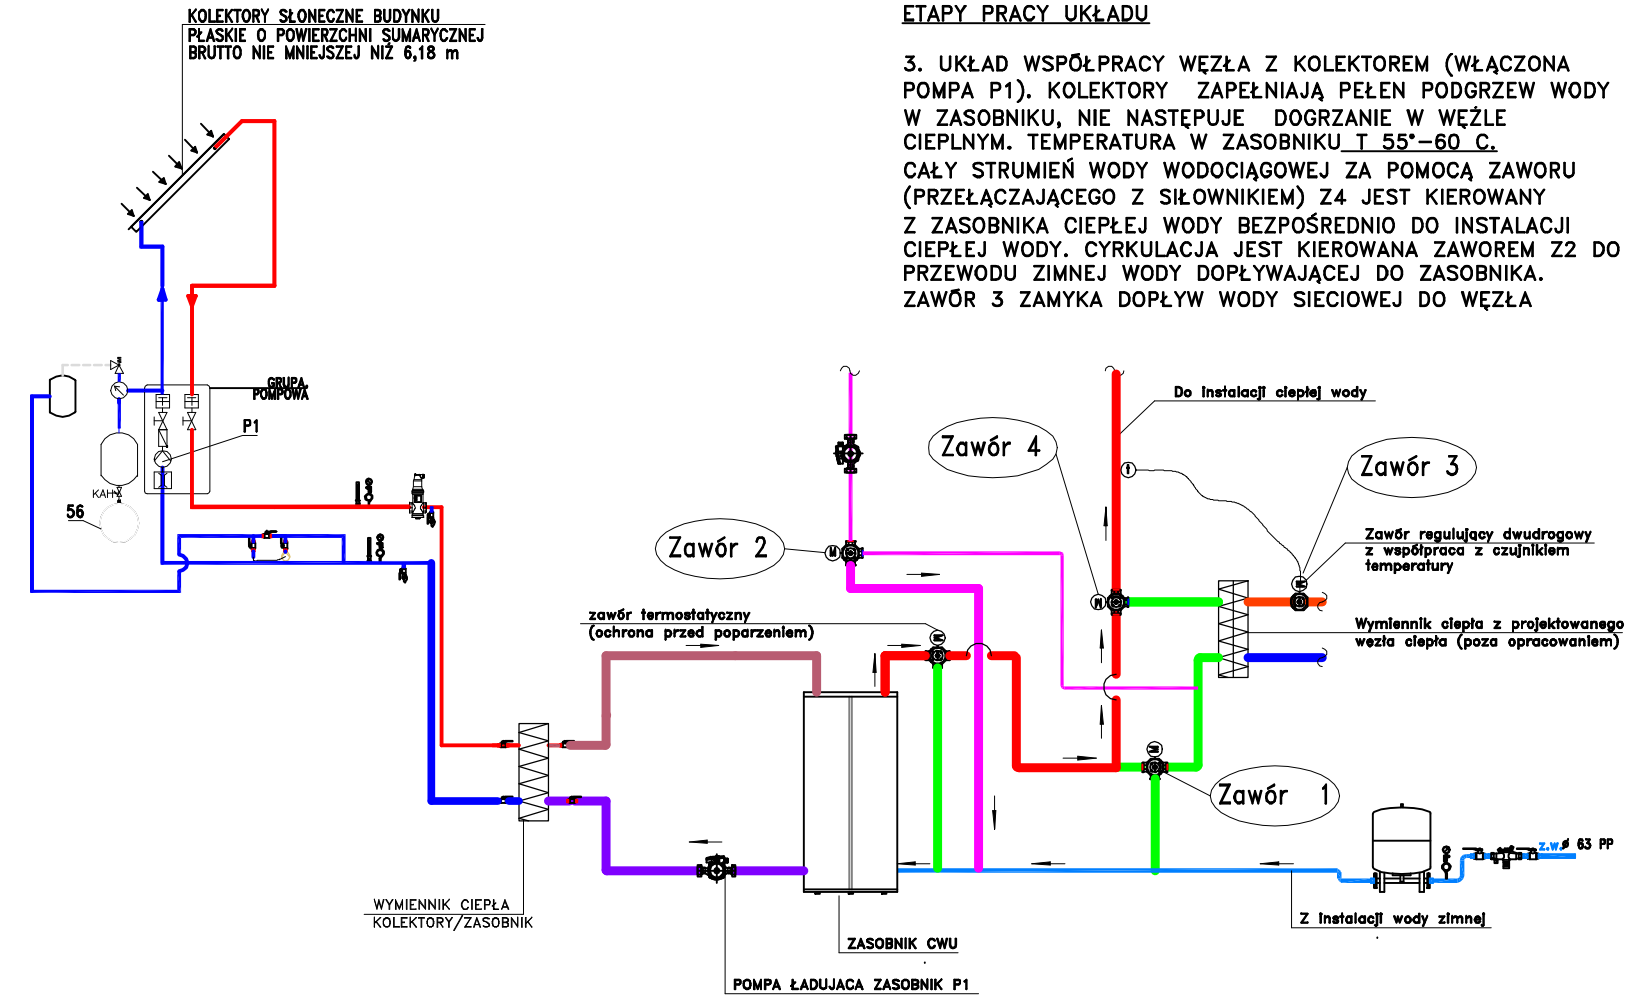 KOLEKTORY SŁONECZNE BUDYNKU
PŁASKIE O POWIERZCHNI SUMARYCZNEJ
BRUTTO NIE MNIEJSZEJ NIŻ 6,18 m
ETAPY PRACY UKŁADU
3. UKŁAD WSPÓŁPRACY WĘZŁA Z KOLEKTOREM (WŁĄCZONA
POMPA P1). KOLEKTORY ZAPEŁNIAJĄ PEŁEN PODGRZEW WODY
W ZASOBNIKU, NIE NASTĘPUJE DOGRZANIE W WĘŹLE
CIEPLNYM. TEMPERATURA W ZASOBNIKU T 55°-60 C.
CAŁY STRUMIEŃ WODY WODOCIĄGOWEJ ZA POMOCĄ ZAWORU
(PRZEŁĄCZAJĄCEGO Z SIŁOWNIKIEM) Z4 JEST KIEROWANY
Z ZASOBNIKA CIEPŁEJ WODY BEZPOŚREDNIO DO INSTALACJI
CIEPŁEJ WODY. CYRKULACJA JEST KIEROWANA ZAWOREM Z2 DO
PRZEWODU ZIMNEJ WODY DOPŁYWAJĄCEJ DO ZASOBNIKA.
ZAWÓR 3 ZAMYKA DOPŁYW WODY SIECIOWEJ DO WĘZŁA
GRUPA
POMPOWA
P1
KAH
56
Do instalacji ciepłej wody
Zawór 4
Zawór 3
Zawór 2
Zawór regulujący dwudrogowy
z współpraca z czujnikiem
temperatury
M
M
M
zawór termostatyczny
(ochrona przed poparzeniem)
M
Wymiennik ciepła z projektowanego
węzła ciepła (poza opracowaniem)
M
Zawór 1
z.w. ø 63 PP
WYMIENNIK CIEPŁA
KOLEKTORY/ZASOBNIK
Z instalacji wody zimnej
ZASOBNIK CWU
POMPA ŁADUJACA ZASOBNIK P1